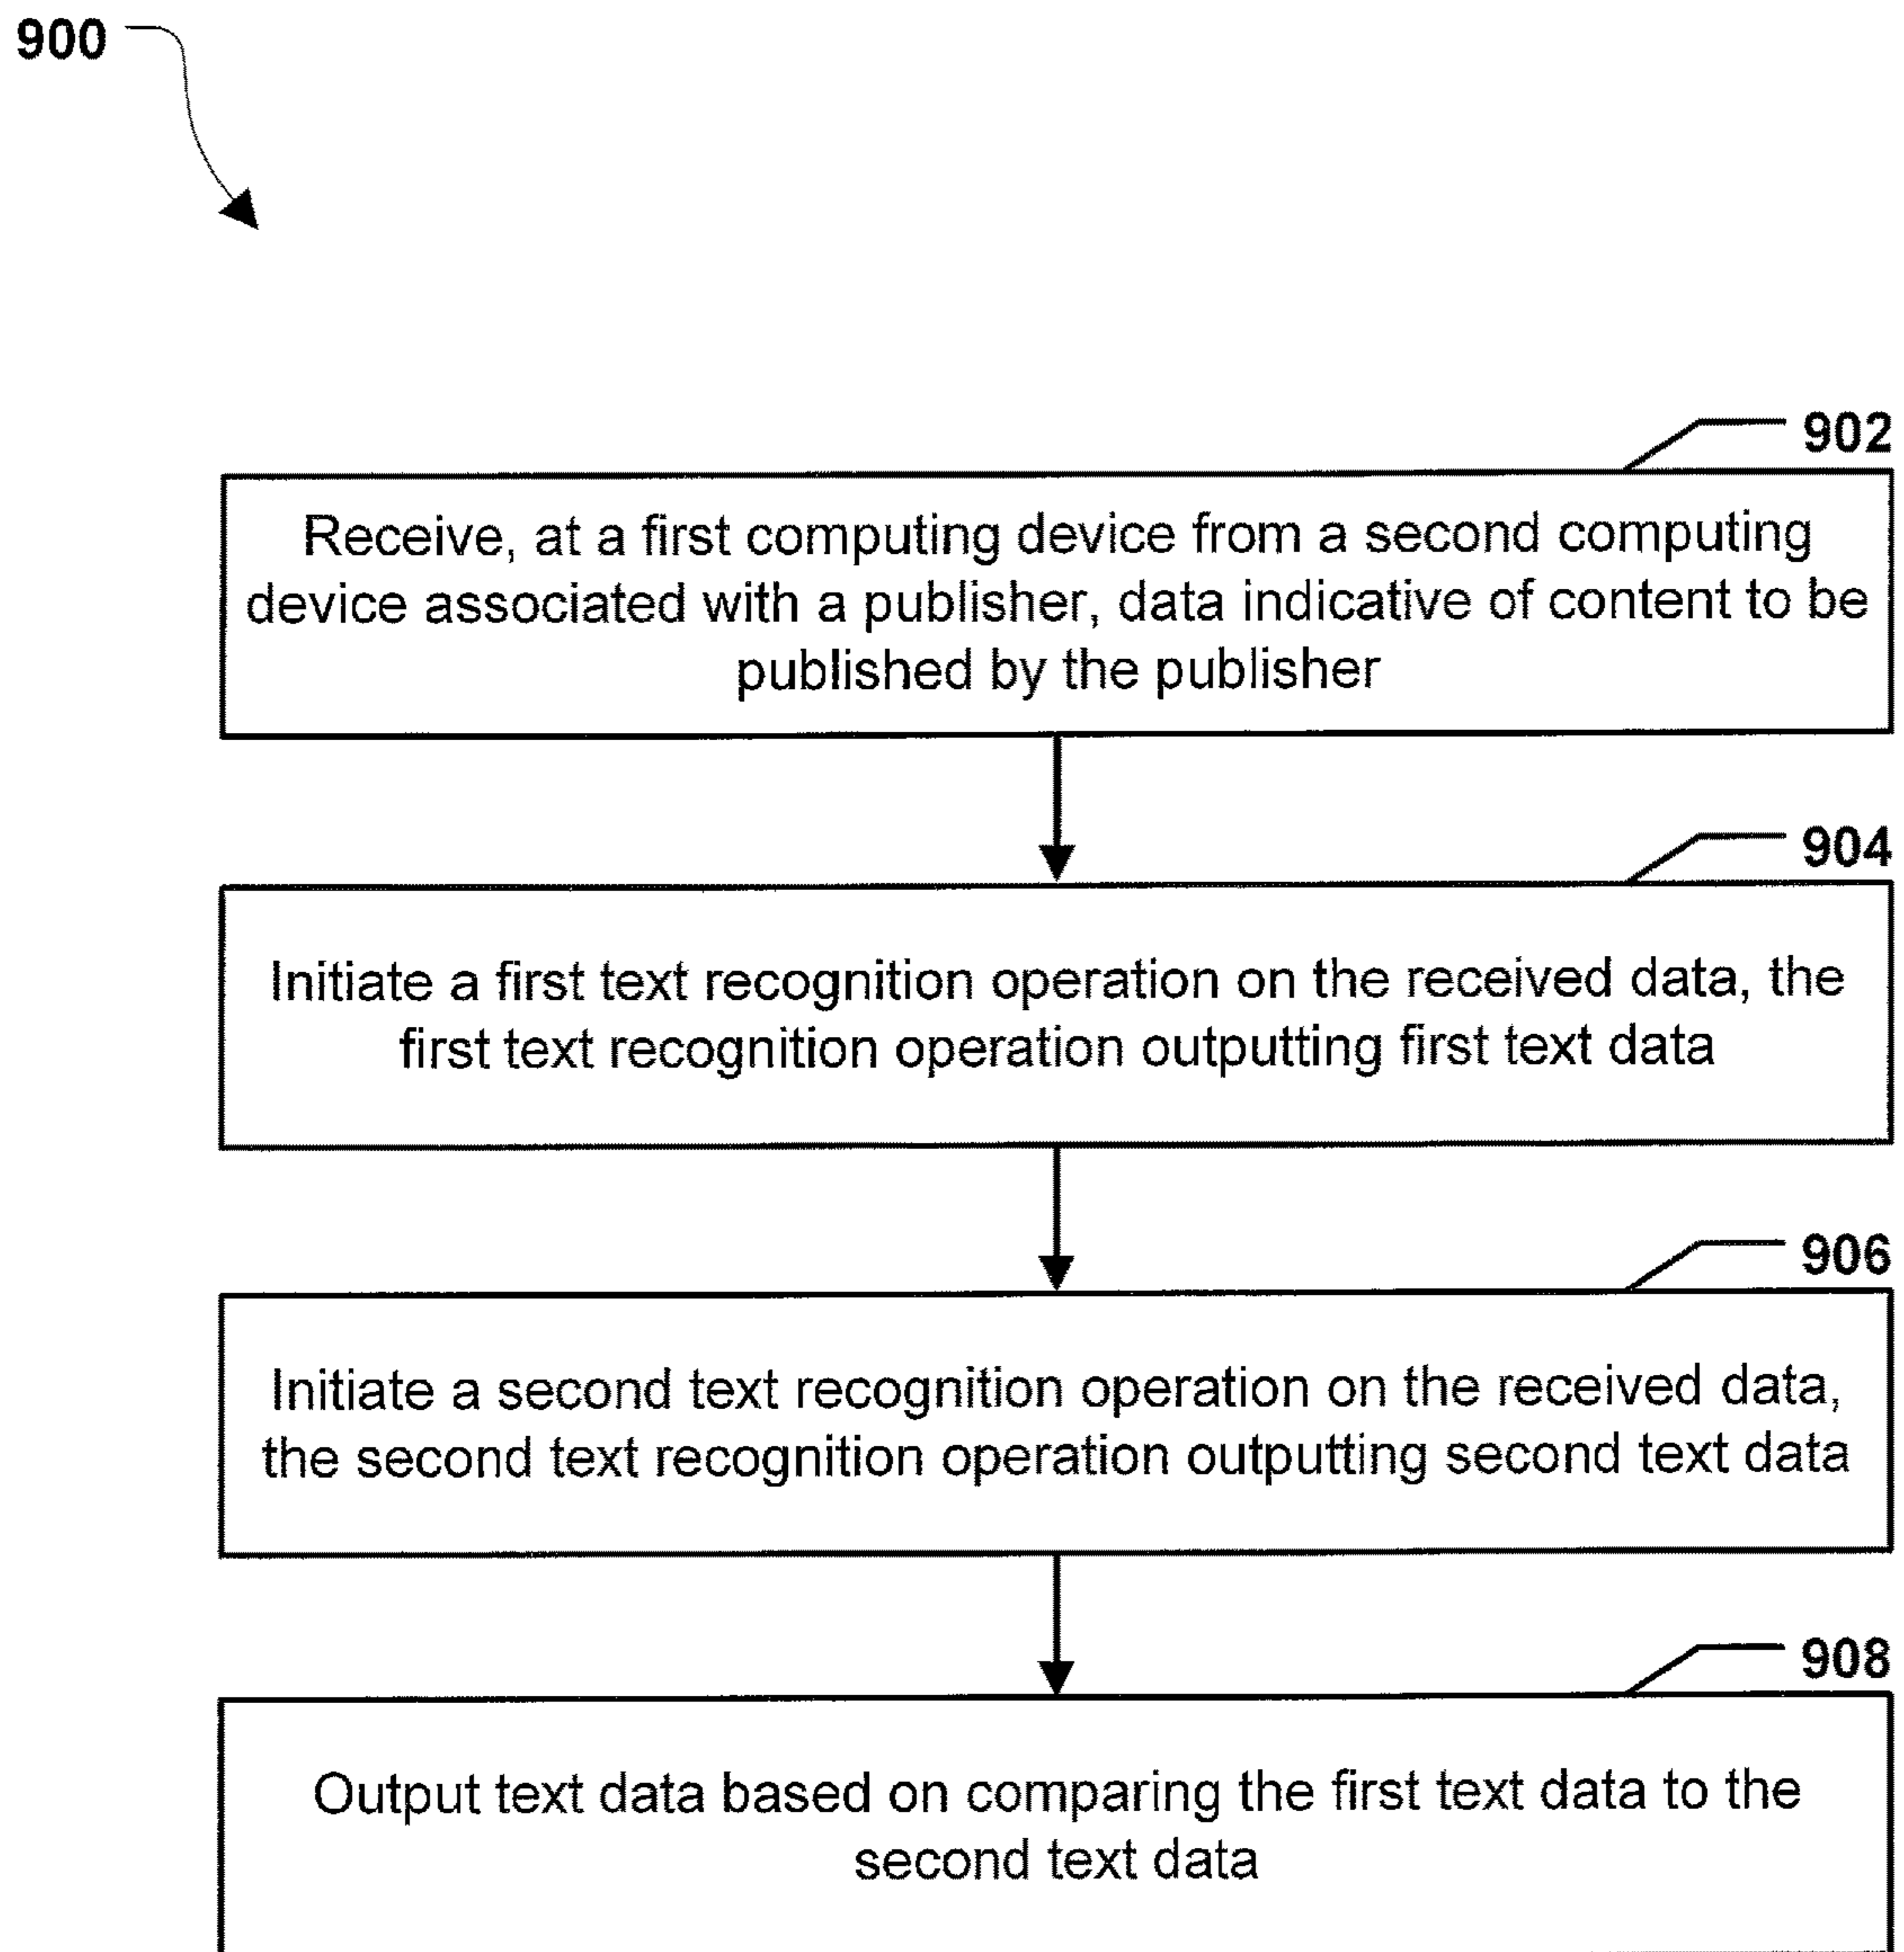 900
902
Receive, at a first computing device from a second computing
device associated with a publisher, data indicative of content to be
published by the publisher
904
Initiate a first text recognition operation on the received data, the
first text recognition operation outputting first text data
906
Initiate a second text recognition operation on the received data,
the second text recognition operation outputting second text data
908
Output text data based on comparing the first text data to the
second text data